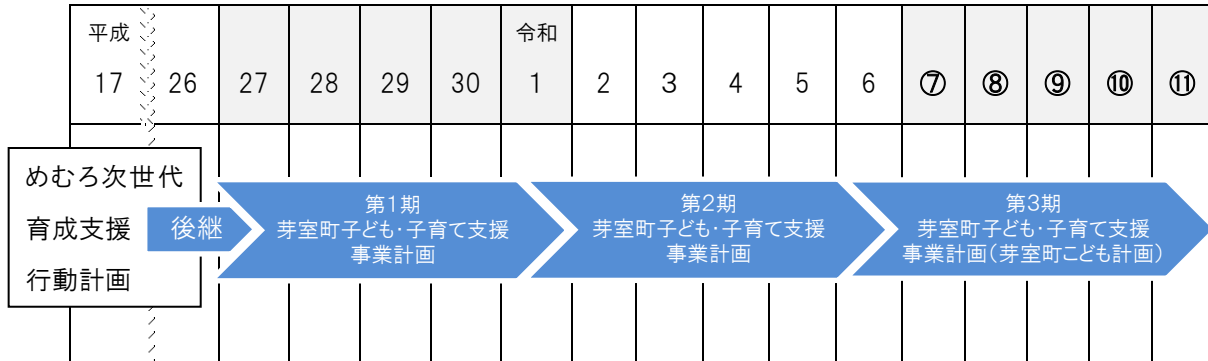 平成 令和
17 26 27 28 29 30 1 2 3 4 5 6 ⑦ ⑧ ⑨ ⑩ ⑪
めむろ次世代
育成支援
行動計画
後継
第1期
芽室町子ども・子育て支援
事業計画
第2期
芽室町子ども・子育て支援
事業計画
第3期
芽室町子ども・子育て支援
事業計画(芽室町こども計画)